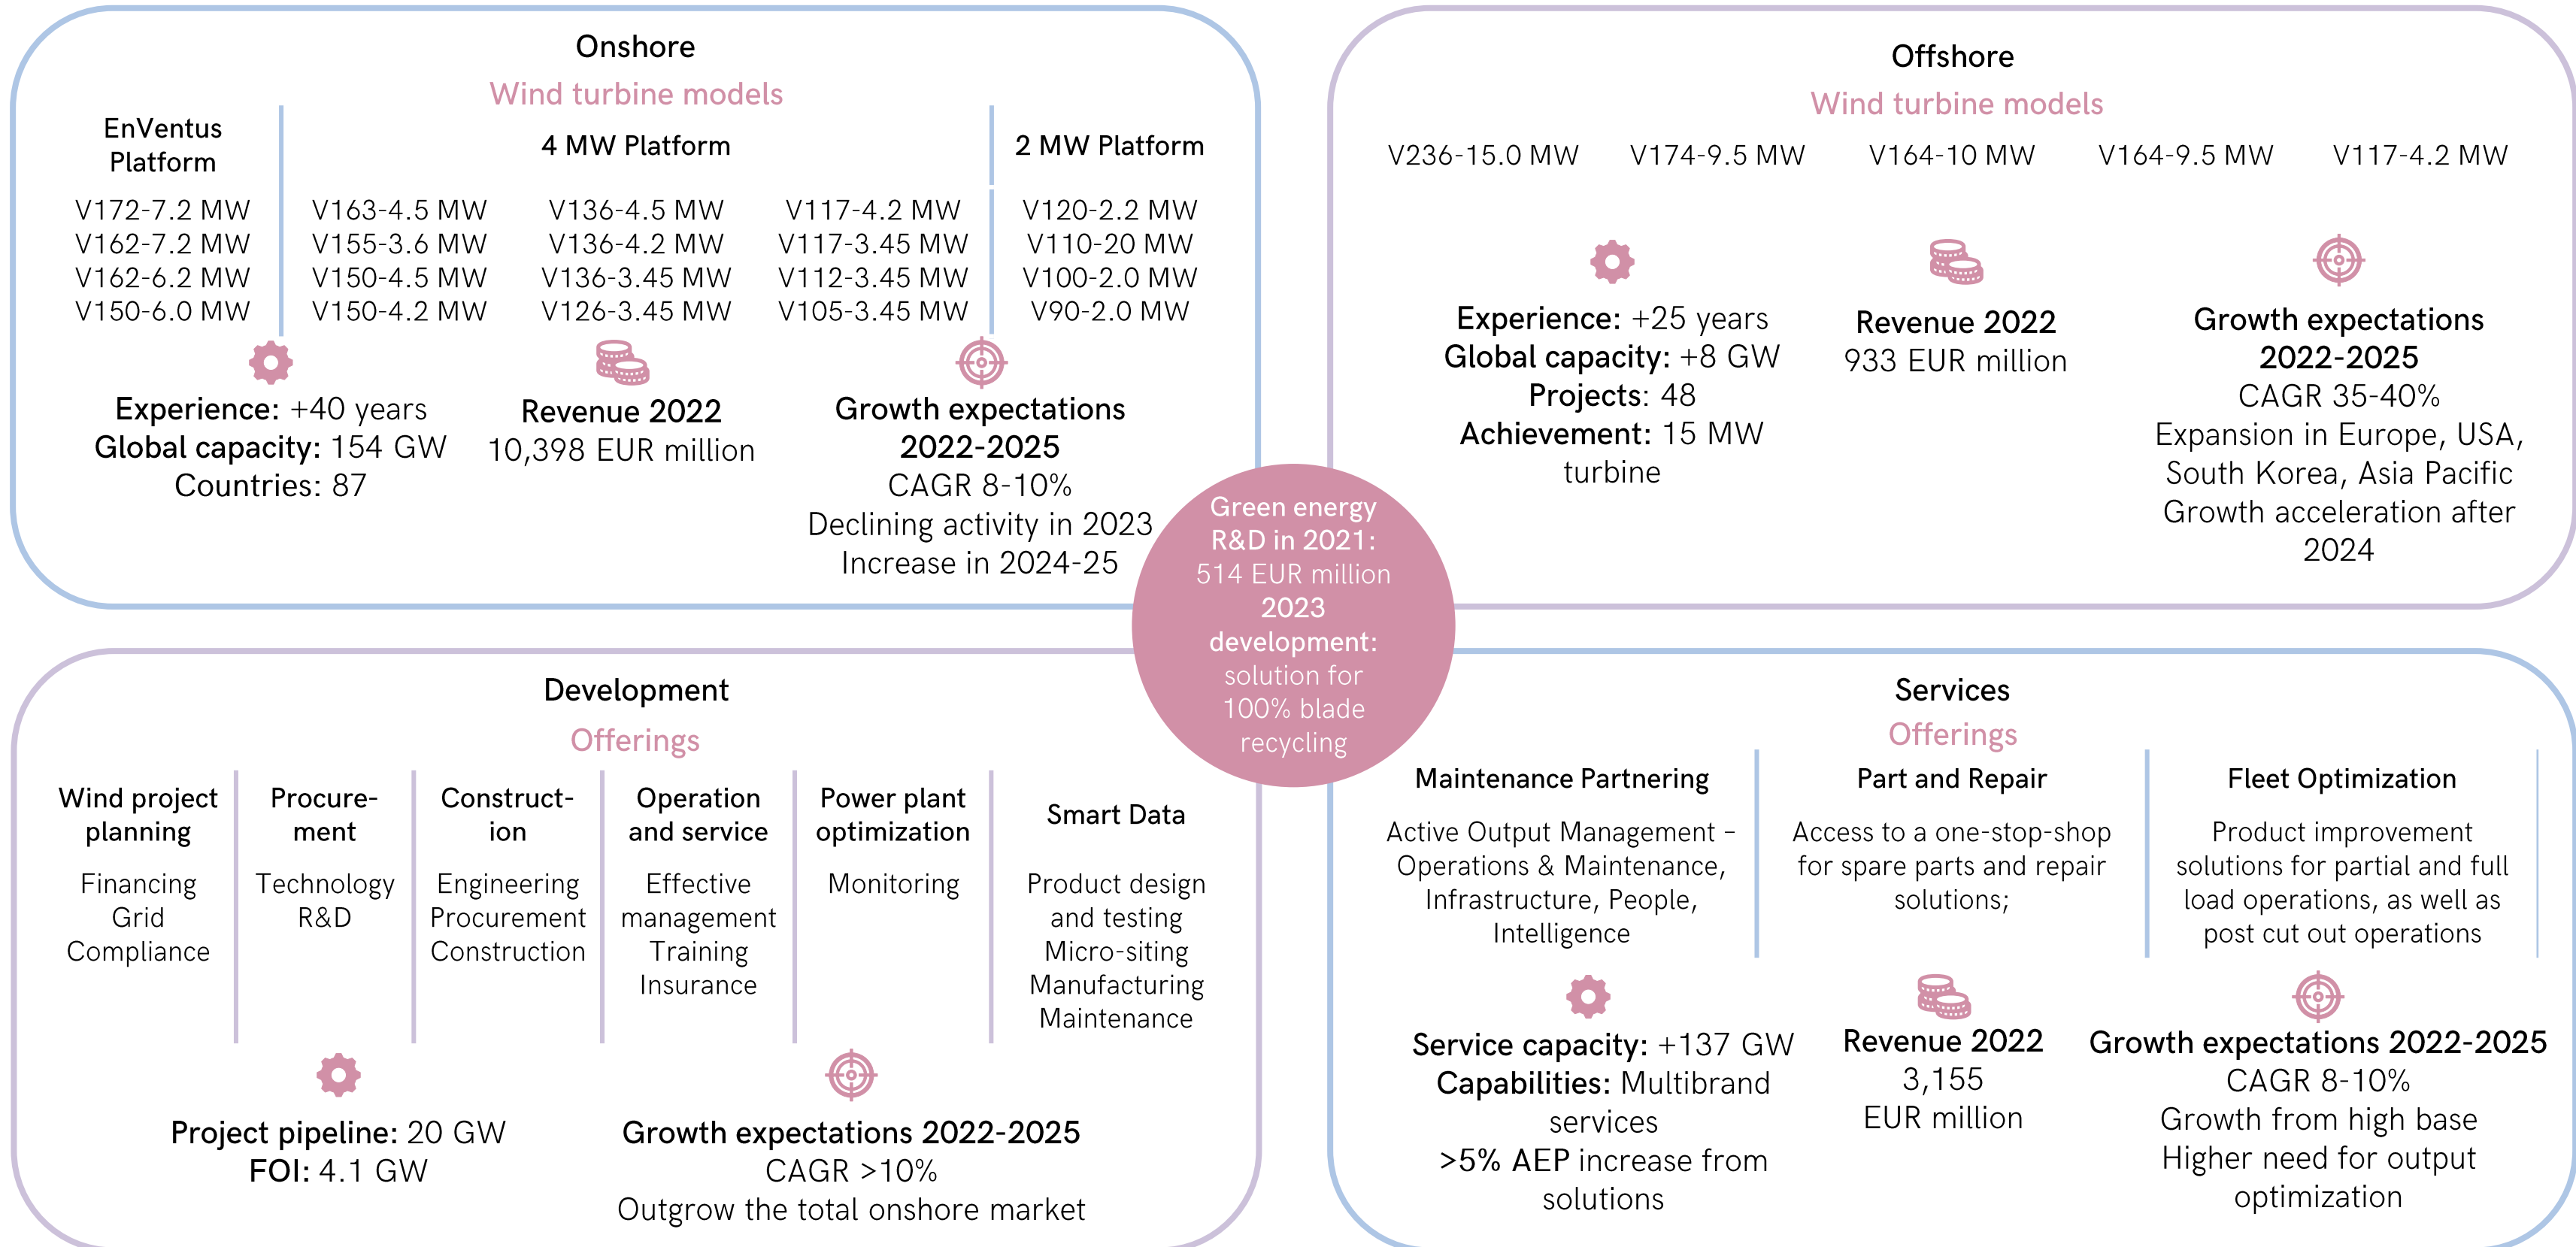 Onshore
Wind turbine models
EnVentus
Platform
V172-7.2 MW
V162-7.2 MW
V162-6.2 MW
V150-6.0 MW
4 MW Platform
V163-4.5 MW
V155-3.6 MW
V150-4.5 MW
V150-4.2 MW
V136-4.5 MW
V136-4.2 MW
V136-3.45 MW
V126-3.45 MW
V117-4.2 MW
V117-3.45 MW
V112-3.45 MW
V105-3.45 MW
2 MW Platform
V120-2.2 MW
V110-20 MW
V100-2.0 MW
V90-2.0 MW
Experience: +40 years
Global capacity: 154 GW
Countries: 87
Revenue 2022
10,398 EUR million
Growth expectations
2022-2025
CAGR 8-10%
Declining activity in 2023
Increase in 2024-25
Offshore
Wind turbine models
V236-15.0 MW
V174-9.5 MW
V164-10 MW
V164-9.5 MW
V117-4.2 MW
Experience: +25 years
Global capacity: +8 GW
Projects: 48
Achievement: 15 MW
turbine
Revenue 2022
933 EUR million
Growth expectations
2022-2025
CAGR 35-40%
Expansion in Europe, USA,
South Korea, Asia Pacific
Growth acceleration after
2024
Green energy
R&D in 2021:
514 EUR million
2023
development:
solution for
100% blade
recycling
Development
Offerings
Wind project
planning
Financing
Grid
Compliance
Procure-
ment
Technology
R&D
Construct-
ion
Engineering
Procurement
Construction
Operation
and service
Effective
management
Training
Insurance
Power plant
optimization
Monitoring
Smart Data
Product design
and testing
Micro-siting
Manufacturing
Maintenance
Project pipeline: 20 GW
FOI: 4.1 GW
Growth expectations 2022-2025
CAGR >10%
Outgrow the total onshore market
Services
Offerings
Maintenance Partnering
Active Output Management –
Operations & Maintenance,
Infrastructure, People,
Intelligence
Part and Repair
Access to a one-stop-shop
for spare parts and repair
solutions;
Fleet Optimization
Product improvement
solutions for partial and full
load operations, as well as
post cut out operations
Service capacity: +137 GW
Capabilities: Multibrand
services
>5% AEP increase from
solutions
Revenue 2022
3,155
EUR million
Growth expectations 2022-2025
CAGR 8-10%
Growth from high base
Higher need for output
optimization